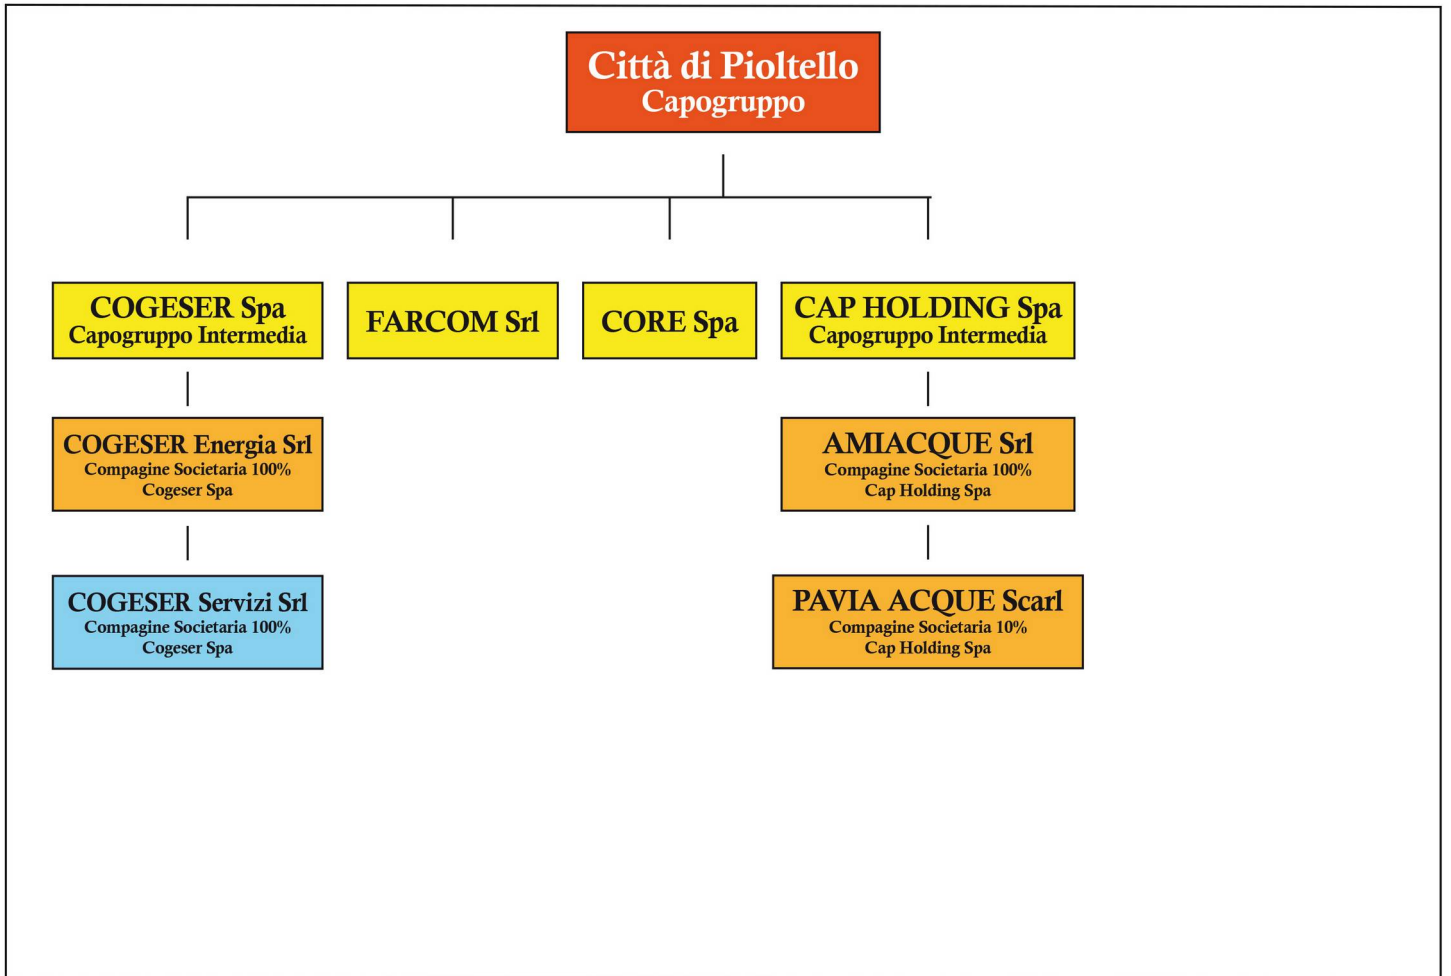 Città di Pioltello
Capogruppo
COGESER Spa
Capogruppo Intermedia
FARCOM Srl
CORE Spa
CAP HOLDING Spa
Capogruppo Intermedia
COGESER Energia Srl
Compagine Societaria 100%
Cogeser Spa
AMIACQUE Srl
Compagine Societaria 100%
Cap Holding Spa
COGESER Servizi Srl
Compagine Societaria 100%
Cogeser Spa
PAVIA ACQUE Scarl
Compagine Societaria 10%
Cap Holding Spa